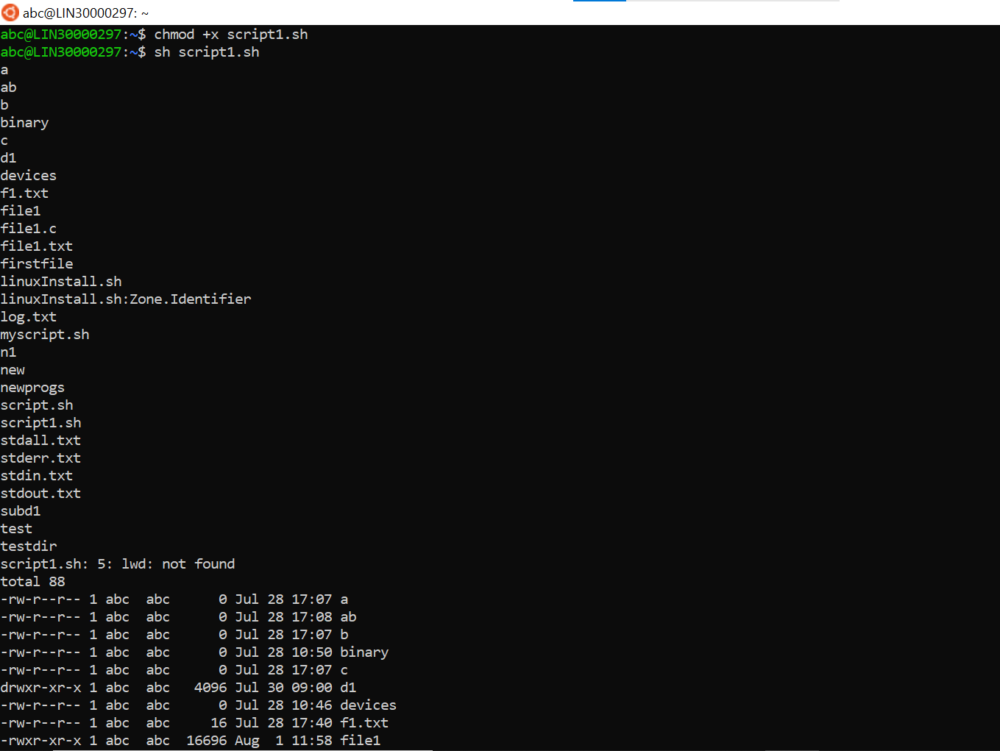 abc@LIN30000297: ~
abc@LIN30000297:~$ chmod +x script1.sh
abc@LIN30000297:~$ sh script1.sh
a
ab
b
binary
c
d1
devices
f1.txt
file1
file1.c
file1.txt
firstfile
linuxInstall.sh
linuxInstall.sh:Zone.Identifier
log.txt
myscript.sh
n1
new
newprogs
script.sh
script1.sh
stdall.txt
stderr.txt
stdin.txt
stdout.txt
subd1
test
testdir
script1.sh: 5: lwd: not found
total 88
-rw-r--r-- 1 abc  abc      0 Jul 28 17:07 a
-rw-r--r-- 1 abc  abc      0 Jul 28 17:08 ab
-rw-r--r-- 1 abc  abc      0 Jul 28 17:07 b
-rw-r--r-- 1 abc  abc      0 Jul 28 10:50 binary
-rw-r--r-- 1 abc  abc      0 Jul 28 17:07 c
drwxr-xr-x 1 abc  abc   4096 Jul 30 09:00 d1
-rw-r--r-- 1 abc  abc      0 Jul 28 10:46 devices
-rw-r--r-- 1 abc  abc     16 Jul 28 17:40 f1.txt
-rwxr-xr-x 1 abc  abc  16696 Aug  1 11:58 file1